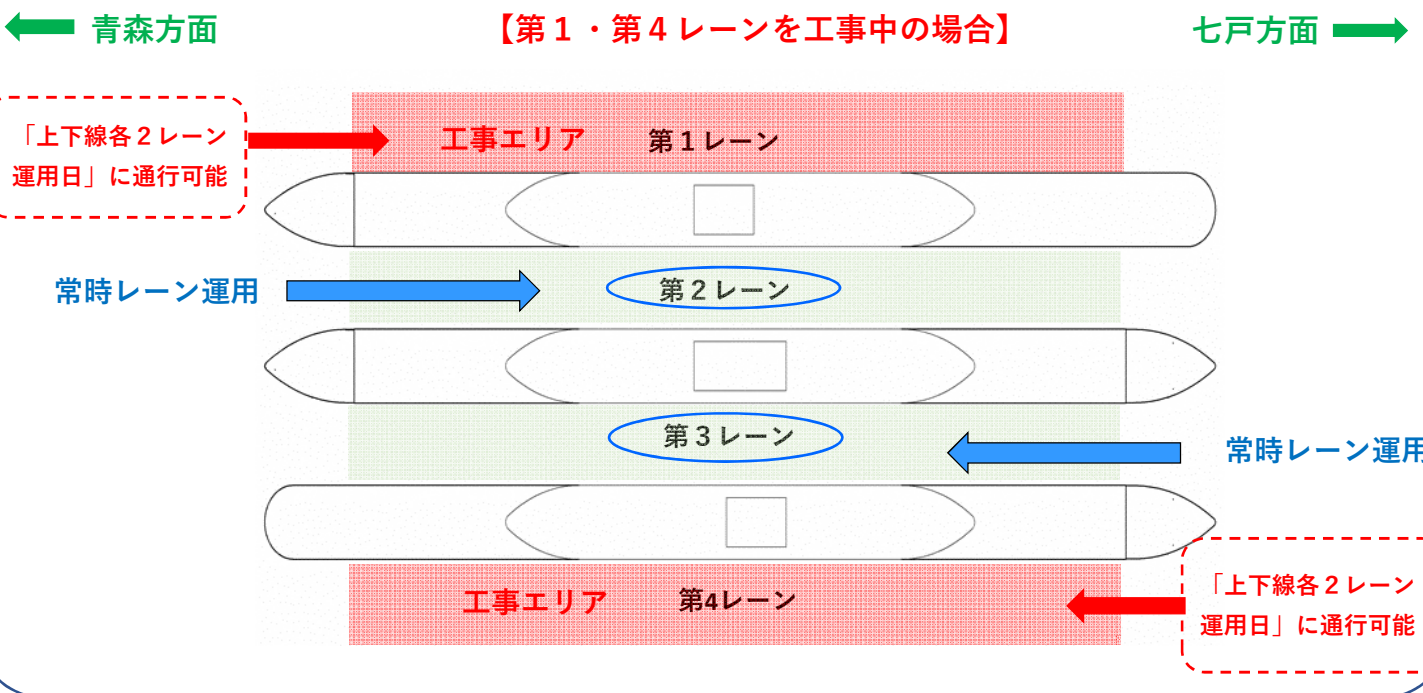 青森方面
【第１・第４レーンを工事中の場合】
七戸方面
「上下線各２レーン
運用日」に通行可能
工事エリア 第１レーン
常時レーン運用
第２レーン
第３レーン
常時レーン運用
工事エリア 第4レーン
「上下線各２レーン
運用日」に通行可能